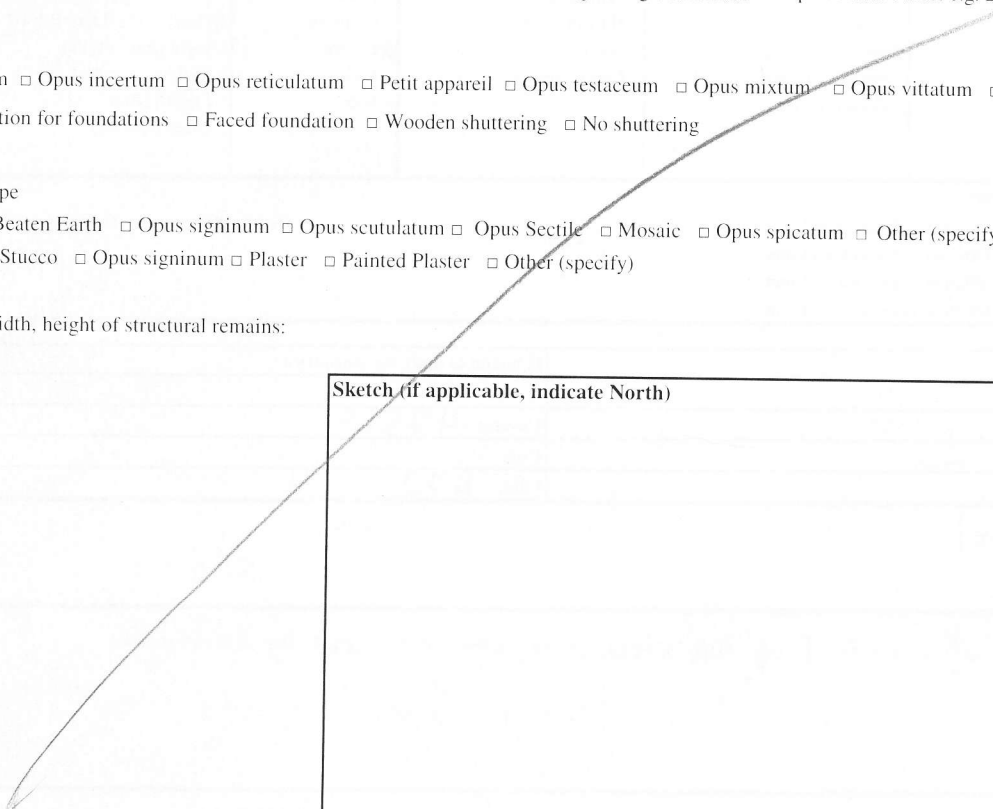 □ Opus incertum □ Opus reticulatum □ Petit appareil □ Opus testaceum □ Opus mixtum □ Opus vittatum □
tion for foundations □ Faced foundation □ Wooden shuttering □ No shuttering
pe
Beaten Earth □ Opus signinum □ Opus scutulatum □ Opus Sectile □ Mosaic □ Opus spicatum □ Other (specify
Stucco □ Opus signinum □ Plaster □ Painted Plaster □ Other (specify)
idth, height of structural remains:
Sketch (if applicable, indicate North)